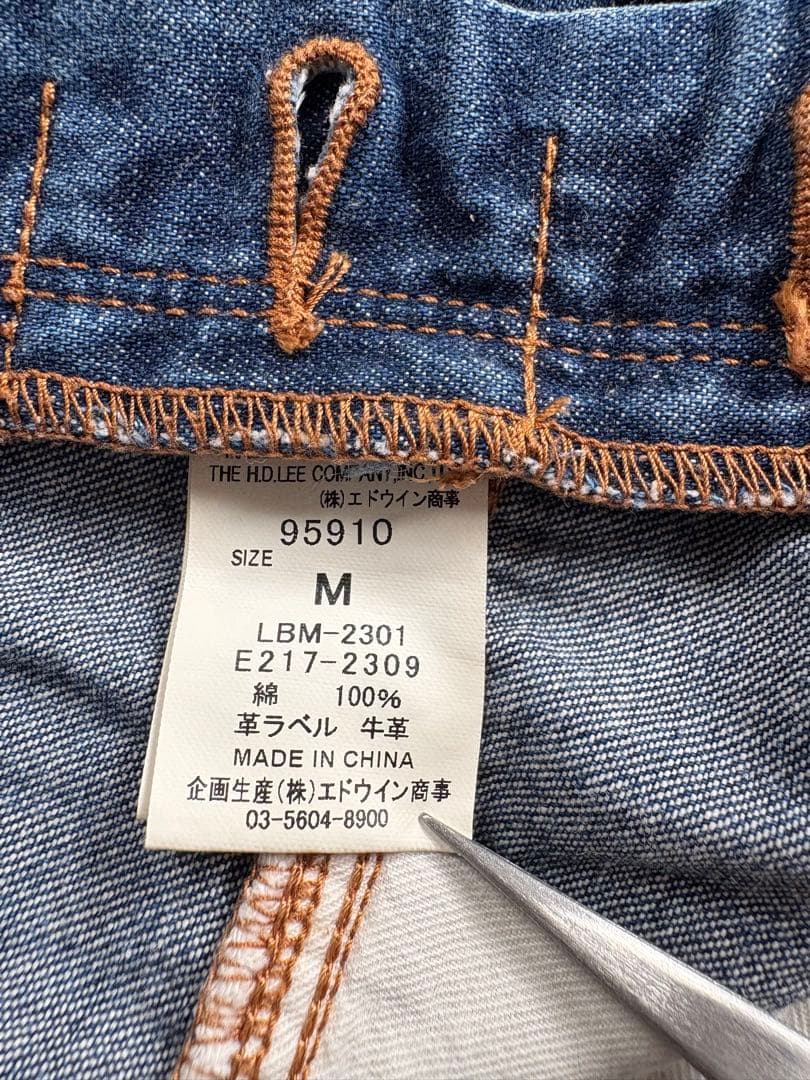 THE H.D.LEE COMPANY,INC
(株)エドウイン商事
95910
SIZE
M
LBM-2301
E217-2309
綿 100%
革ラベル 牛革
MADE IN CHINA
企画生産(株)エドウイン商事
03-5604-8900